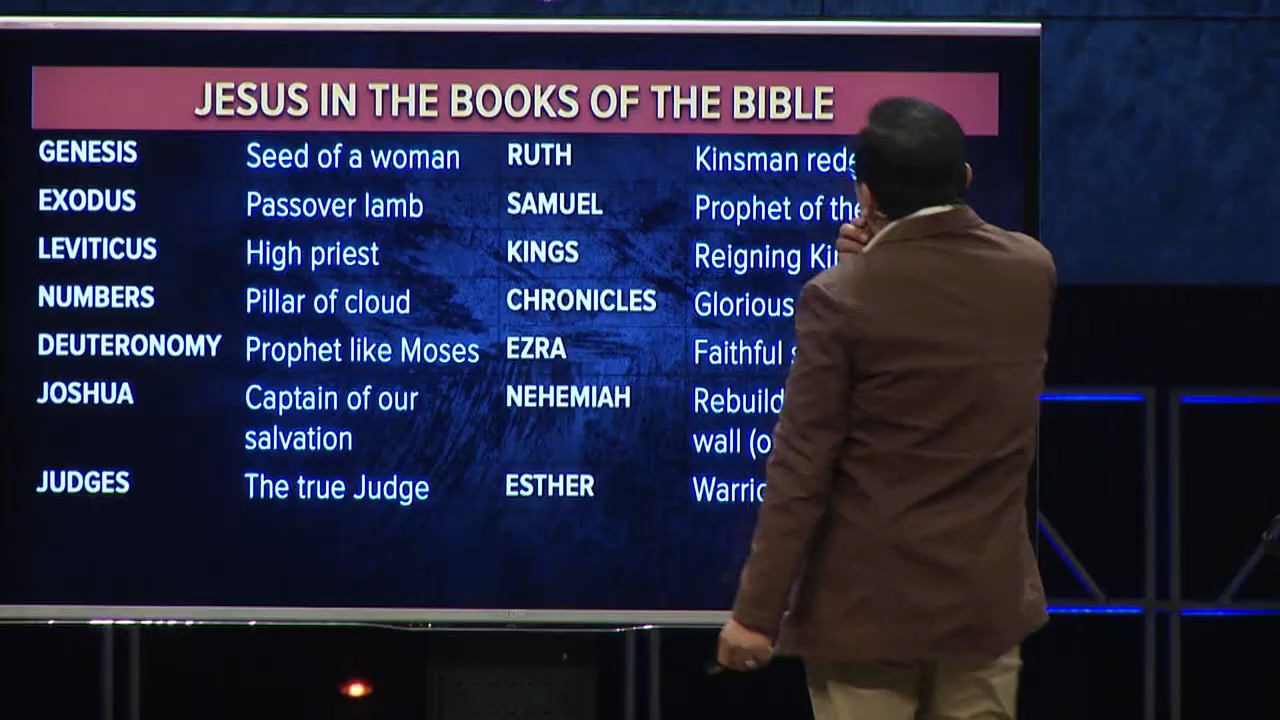 JESUS IN THE BOOKS OF THE BIBLE
GENESIS Seed of a woman RUTH Kinsman
EXODUS Passover lamb SAMUEL Prophet of the
LEVITICUS High priest KINGS Reigning
NUMBERS Pillar of cloud CHRONICLES Glorious
DEUTERONOMY Prophet like Moses EZRA Faithful
JOSHUA Captain of our NEHEMIAH
salvation wall
JUDGES The true Judge ESTHER